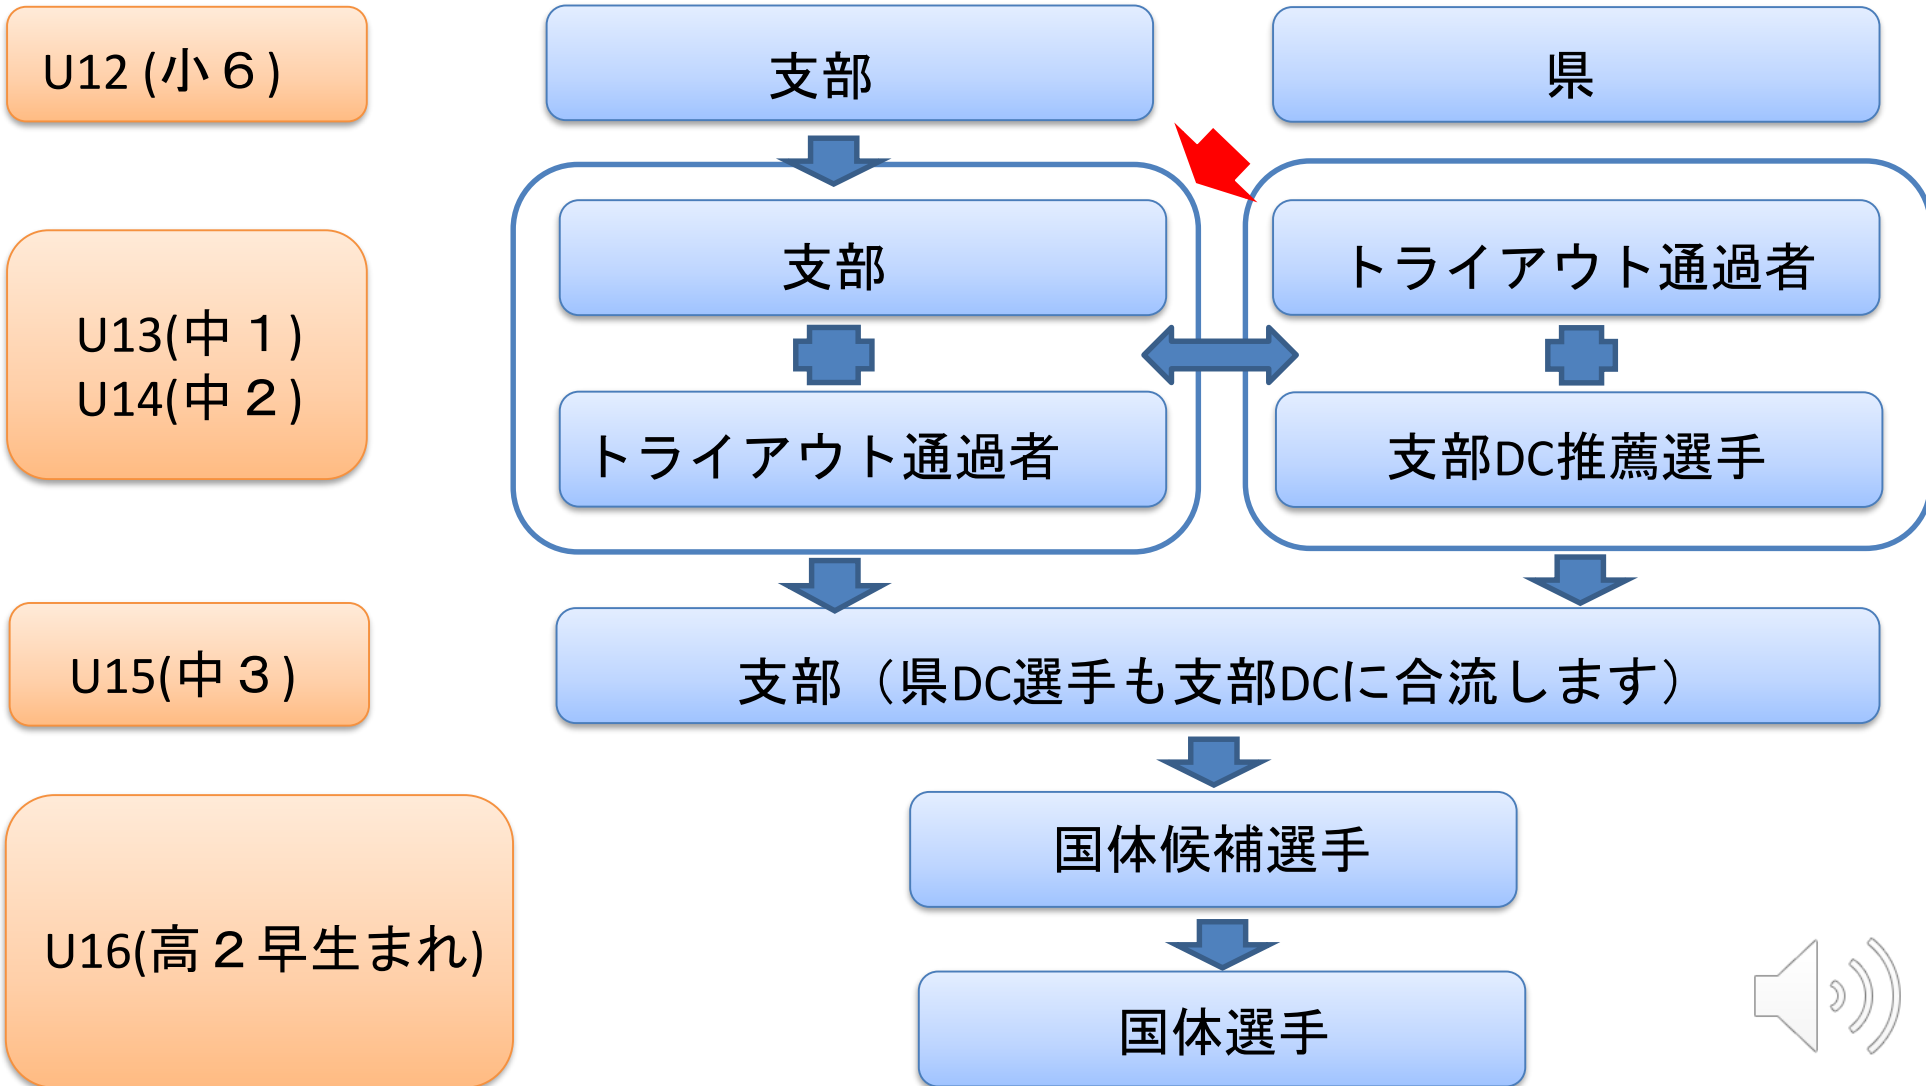 U12 (小６)
支部
県
U13(中１)
U14(中２)
支部
トライアウト通過者
トライアウト通過者
支部DC推薦選手
U15(中３)
支部（県DC選手も支部DCに合流します）
U16(高２早生まれ)
国体候補選手
国体選手